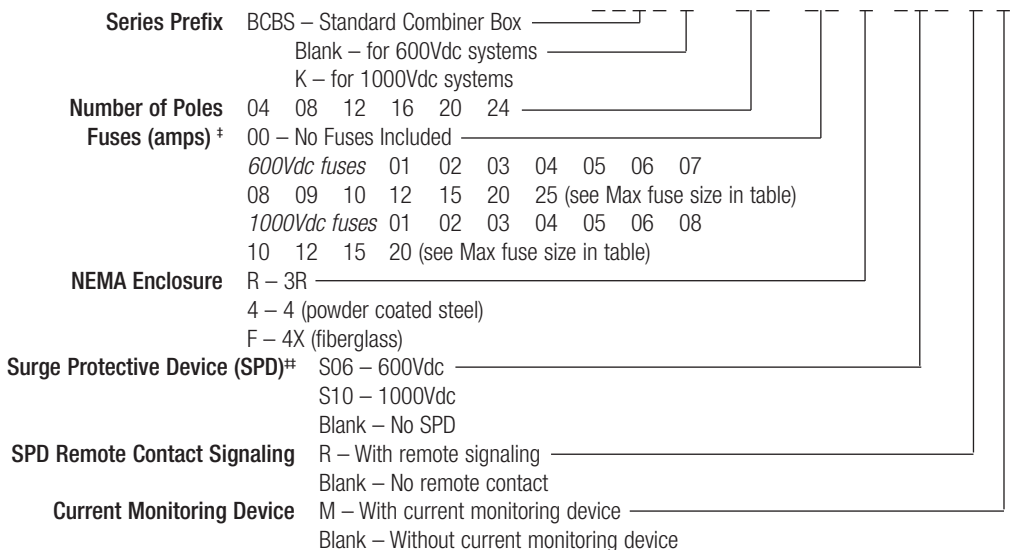 Series Prefix BCBS – Standard Combiner Box
Blank – for 600Vdc systems
K – for 1000Vdc systems
Number of Poles 04 08 12 16 20 24
Fuses (amps) ‡ 00 – No Fuses Included
600Vdc fuses 01 02 03 04 05 06 07
08 09 10 12 15 20 25 (see Max fuse size in table)
1000Vdc fuses 01 02 03 04 05 06 08
10 12 15 20 (see Max fuse size in table)
NEMA Enclosure R – 3R
4 – 4 (powder coated steel)
F – 4X (fiberglass)
Surge Protective Device (SPD)‡‡ S06 – 600Vdc
S10 – 1000Vdc
Blank – No SPD
SPD Remote Contact Signaling R – With remote signaling
Blank – No remote contact
Current Monitoring Device M – With current monitoring device
Blank – Without current monitoring device